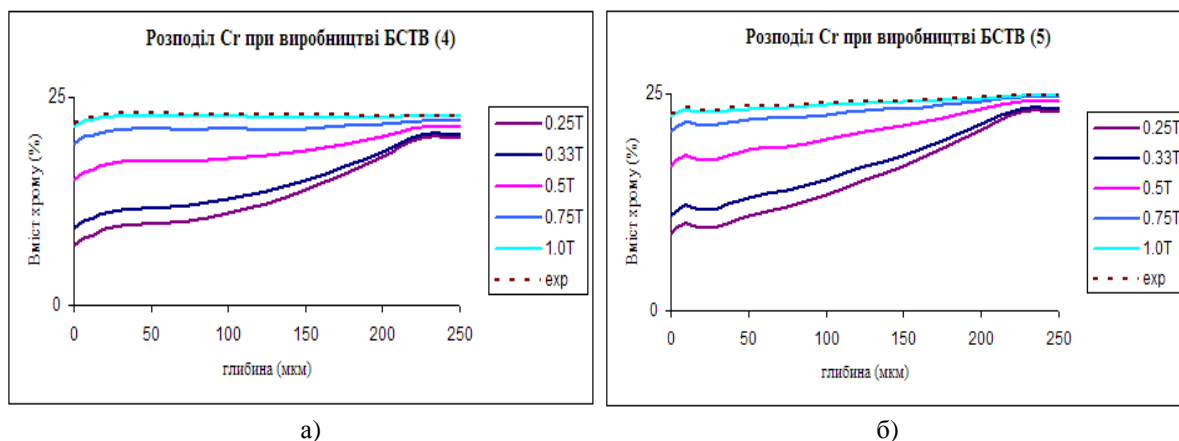 Розподіл Cr при виробництві БСТВ (4)
Вміст хрому (%)
25
0
0 50 100 150 200 250
глибина (мкм)
0.25T
0.33T
0.5T
0.75T
1.0T
exp
а)
Розподіл Cr при виробництві БСТВ (5)
Вміст хрому (%)
25
0
0 50 100 150 200 250
глибина (мкм)
0.25T
0.33T
0.5T
0.75T
1.0T
exp
б)